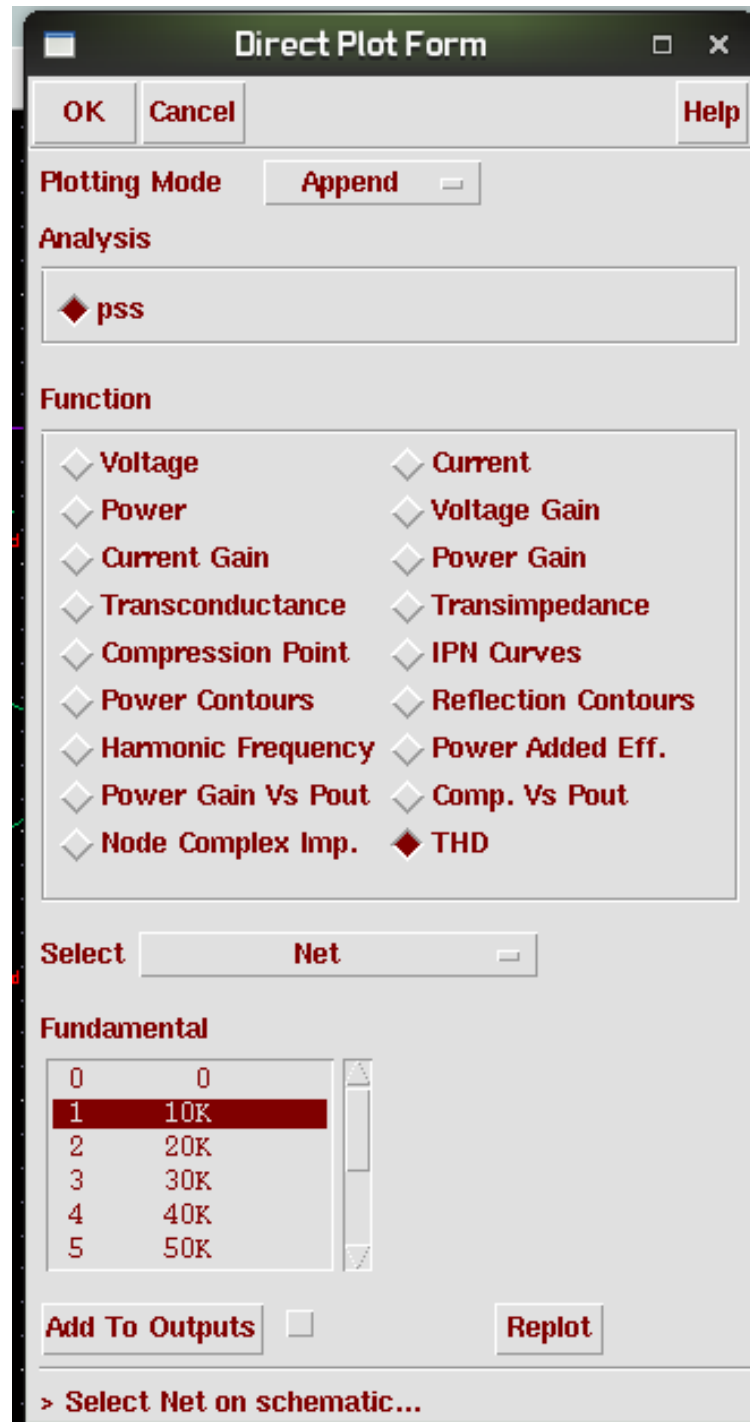 Direct Plot Form
OK Cancel Help
Plotting Mode Append
Analysis
pss
Function
Voltage Current
Power Voltage Gain
Current Gain Power Gain
Transconductance Transimpedance
Compression Point IPN Curves
Power Contours Reflection Contours
Harmonic Frequency Power Added Eff.
Power Gain Vs Pout Comp. Vs Pout
Node Complex Imp. THD
Select Net
Fundamental
0 0
1 10K
2 20K
3 30K
4 40K
5 50K
Add To Outputs Replot
> Select Net on schematic...